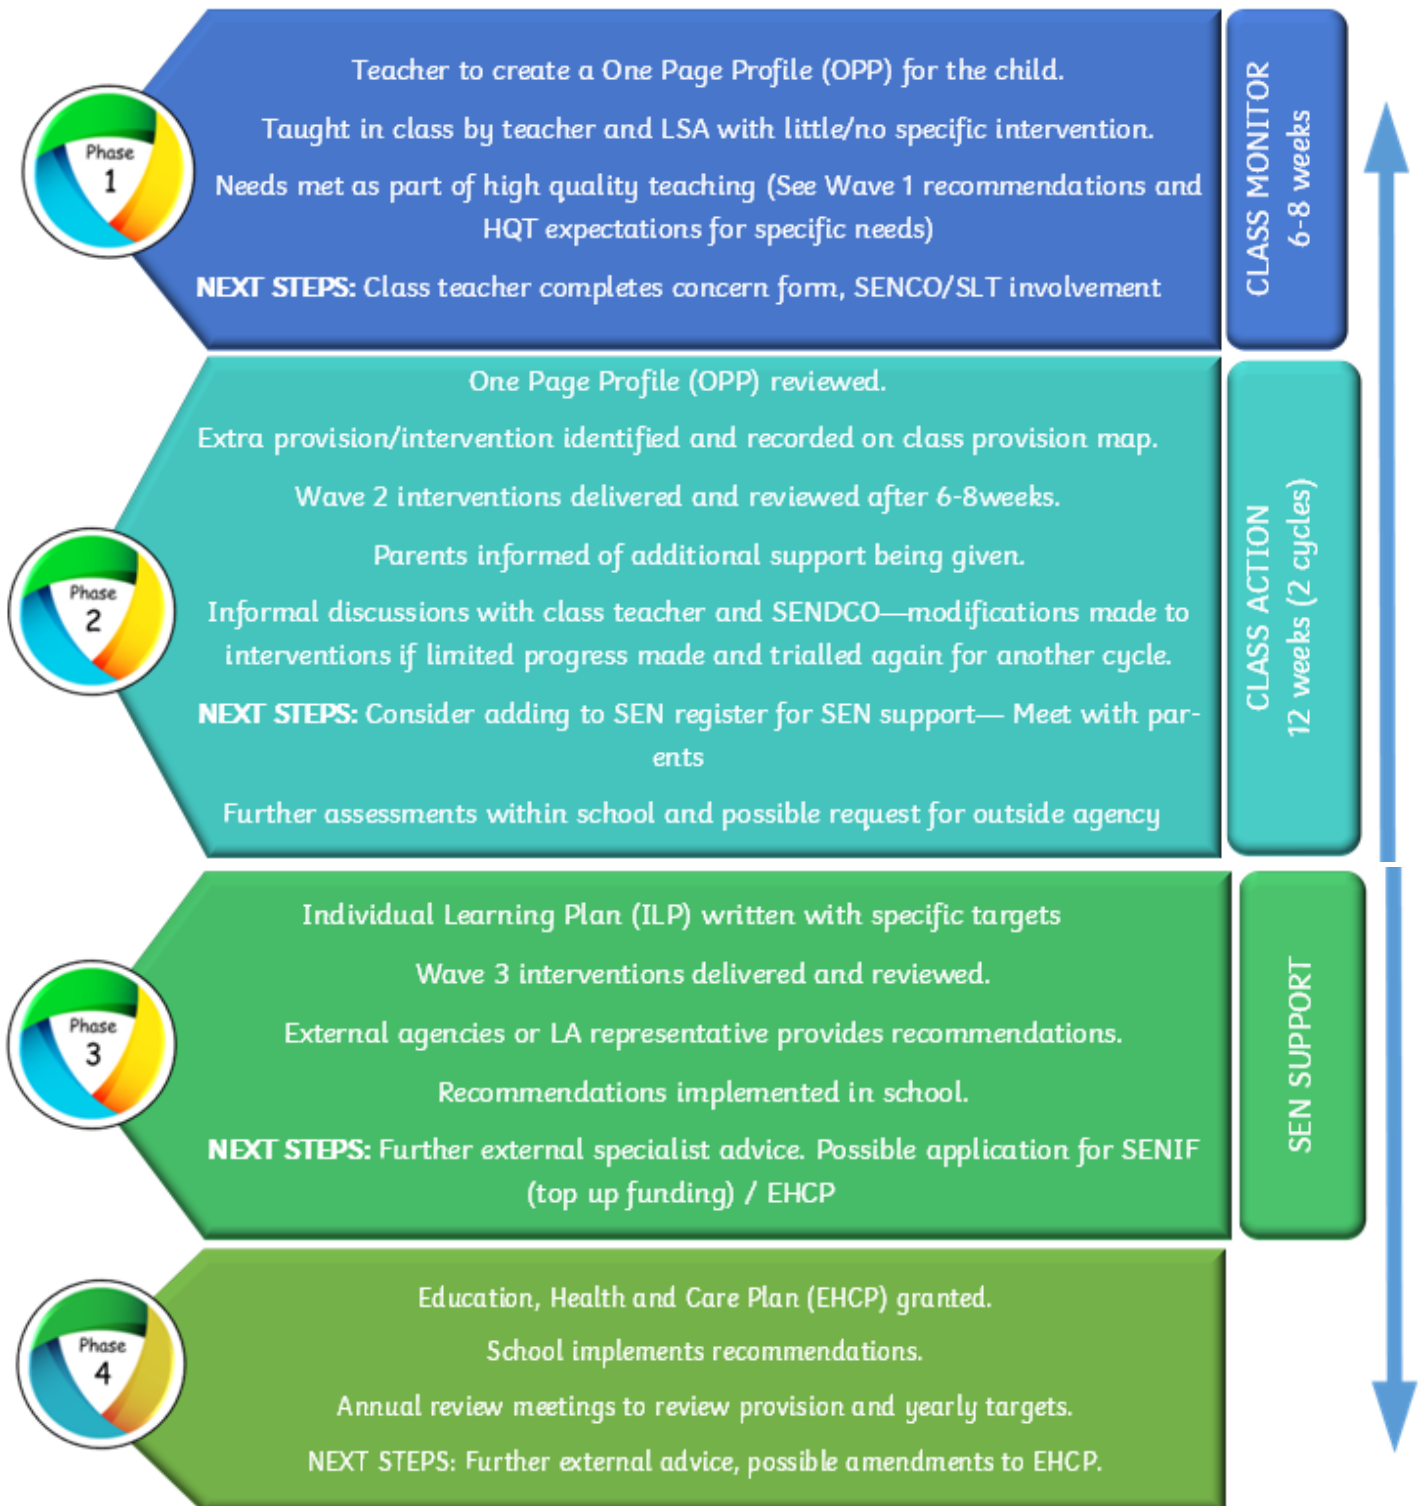 Phase
1
Teacher to create a One Page Profile (OPP) for the child.
Taught in class by teacher and LSA with little/no specific intervention.
Needs met as part of high quality teaching (See Wave 1 recommendations and
HQT expectations for specific needs)
NEXT STEPS: Class teacher completes concern form, SENCO/SLT involvement
CLASS MONITOR
6-8 weeks
Phase
2
One Page Profile (OPP) reviewed.
Extra provision/intervention identified and recorded on class provision map.
Wave 2 interventions delivered and reviewed after 6-8weeks.
Parents informed of additional support being given.
Informal discussions with class teacher and SENDCO—modifications made to
interventions if limited progress made and trialled again for another cycle.
NEXT STEPS: Consider adding to SEN register for SEN support— Meet with par-
ents
Further assessments within school and possible request for outside agency
CLASS ACTION
12 weeks (2 cycles)
Phase
3
Individual Learning Plan (ILP) written with specific targets
Wave 3 interventions delivered and reviewed.
External agencies or LA representative provides recommendations.
Recommendations implemented in school.
NEXT STEPS: Further external specialist advice. Possible application for SENIF
(top up funding) / EHCP
SEN SUPPORT
Phase
4
Education, Health and Care Plan (EHCP) granted.
School implements recommendations.
Annual review meetings to review provision and yearly targets.
NEXT STEPS: Further external advice, possible amendments to EHCP.